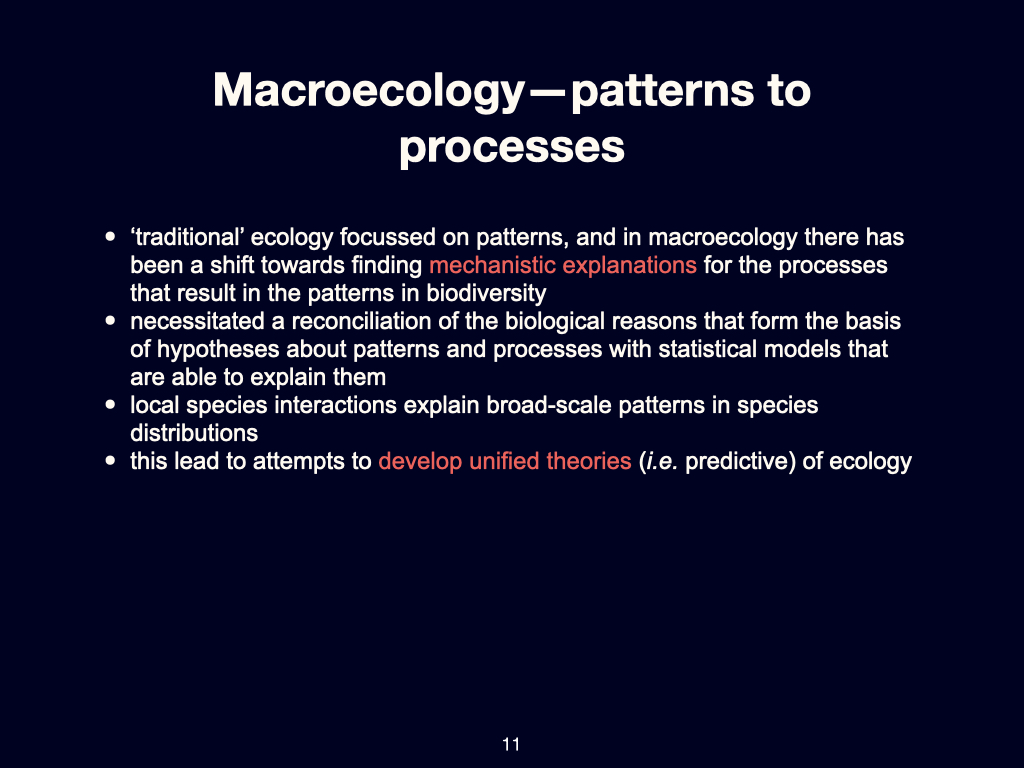 Macroecology—patterns to
processes
• ‘traditional’ ecology focussed on patterns, and in macroecology there has
been a shift towards finding mechanistic explanations for the processes
that result in the patterns in biodiversity
• necessitated a reconciliation of the biological reasons that form the basis
of hypotheses about patterns and processes with statistical models that
are able to explain them
• local species interactions explain broad-scale patterns in species
distributions
• this lead to attempts to develop unified theories (i.e. predictive) of ecology
11